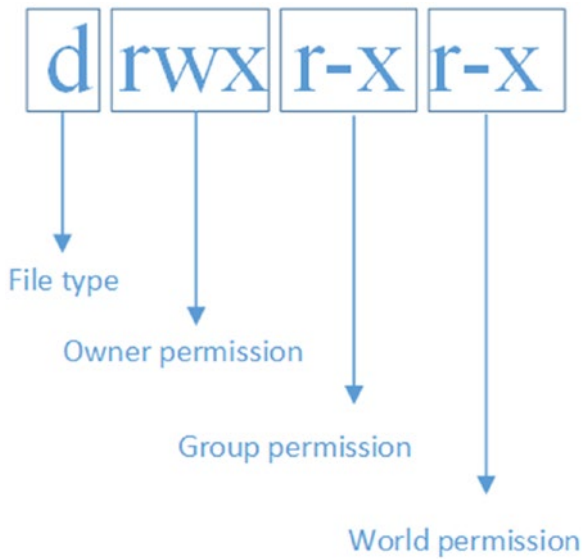 d rwx r-x r-x
File type
Owner permission
Group permission
World permission